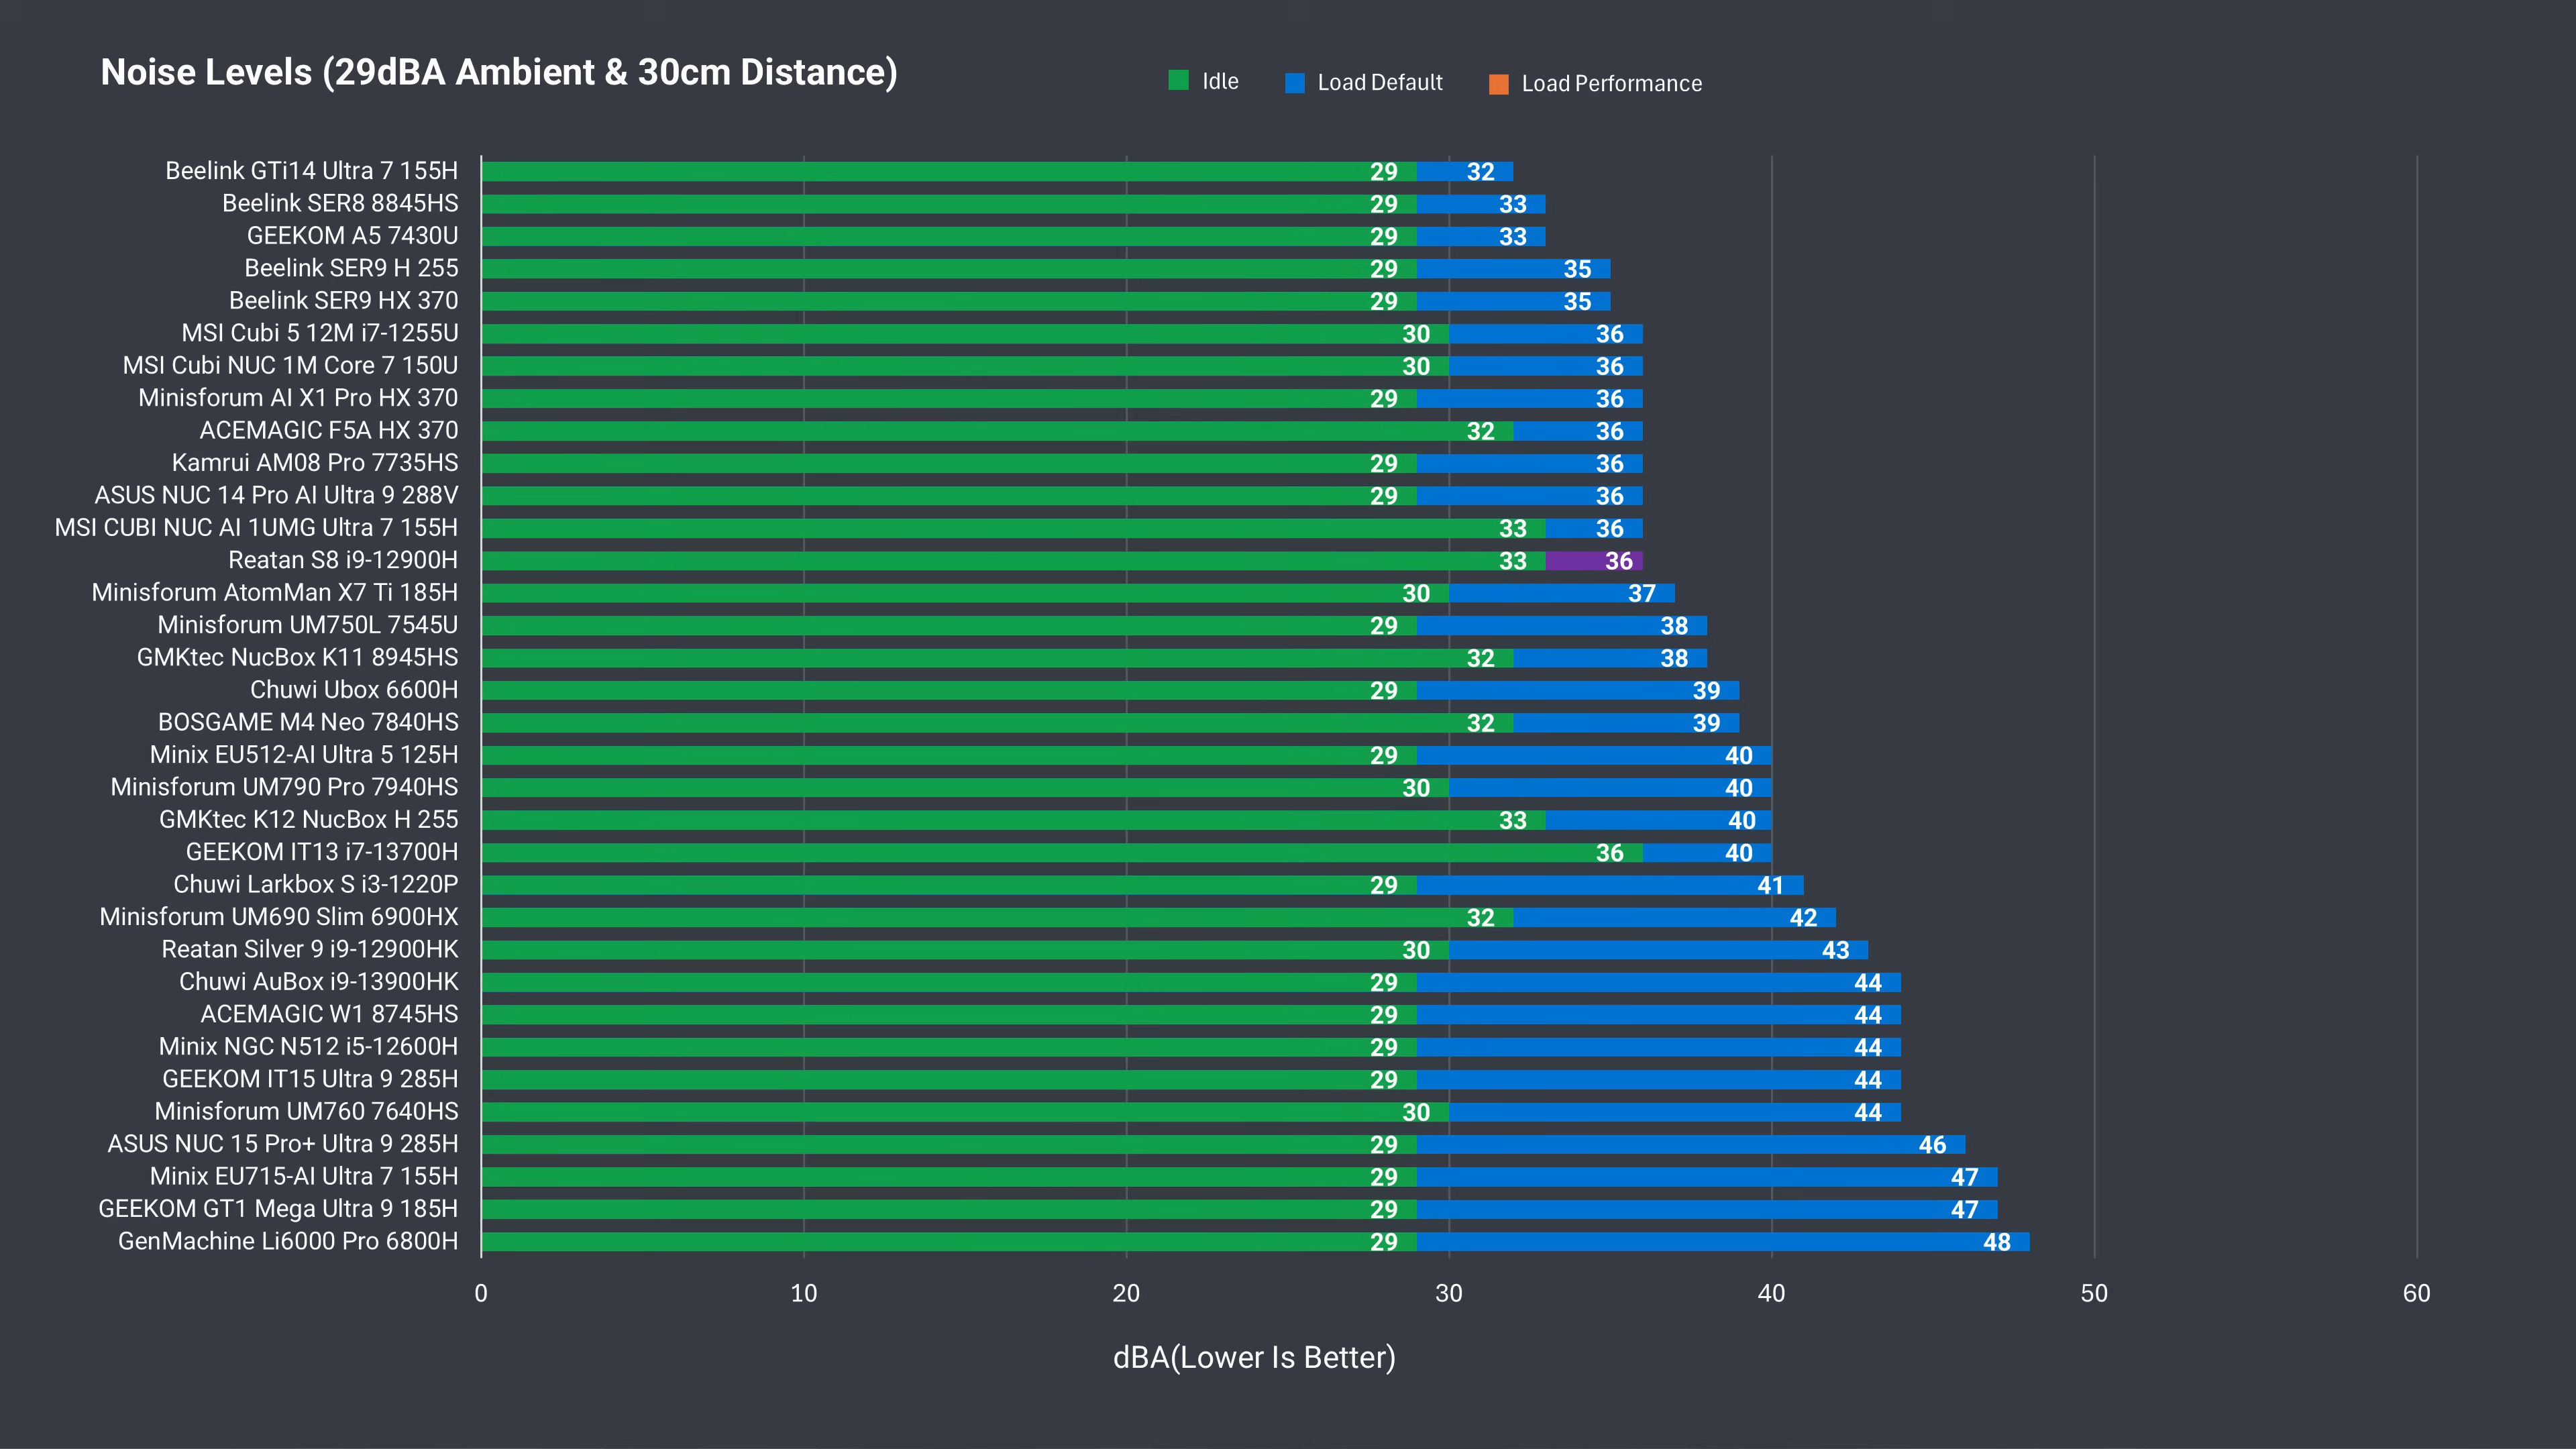 Noise Levels (29dBA Ambient & 30cm Distance)
Idle Load Default Load Performance
Beelink GTi14 Ultra 7 155H 29 32
Beelink SER8 8845HS 29 33
GEEKOM A5 7430U 29 33
Beelink SER9 H 255 29 35
Beelink SER9 HX 370 29 35
MSI Cubi 5 12M i7-1255U 30 36
MSI Cubi NUC 1M Core 7 150U 30 36
Minisforum AI X1 Pro HX 370 29 36
ACEMAGIC F5A HX 370 32 36
Kamrui AM08 Pro 7735HS 29 36
ASUS NUC 14 Pro AI Ultra 9 288V 29 36
MSI CUBI NUC AI 1UMG Ultra 7 155H 33 36
Reatan S8 i9-12900H 33 36
Minisforum AtomMan X7 Ti 185H 30 37
Minisforum UM750L 7545U 29 38
GMKtec NucBox K11 8945HS 32 38
Chuwi Ubox 6600H 29 39
BOSGAME M4 Neo 7840HS 32 39
Minix EU512-AI Ultra 5 125H 29 40
Minisforum UM790 Pro 7940HS 30 40
GMKtec K12 NucBox H 255 33 40
GEEKOM IT13 i7-13700H 36 40
Chuwi Larkbox S i3-1220P 29 41
Minisforum UM690 Slim 6900HX 32 42
Reatan Silver 9 i9-12900HK 30 43
Chuwi AuBox i9-13900HK 29 44
ACEMAGIC W1 8745HS 29 44
Minix NGC N512 i5-12600H 29 44
GEEKOM IT15 Ultra 9 285H 29 44
Minisforum UM760 7640HS 30 44
ASUS NUC 15 Pro+ Ultra 9 285H 29 46
Minix EU715-AI Ultra 7 155H 29 47
GEEKOM GT1 Mega Ultra 9 185H 29 47
GenMachine Li6000 Pro 6800H 29 48
0 10 20 30 40 50 60
dBA(Lower Is Better)